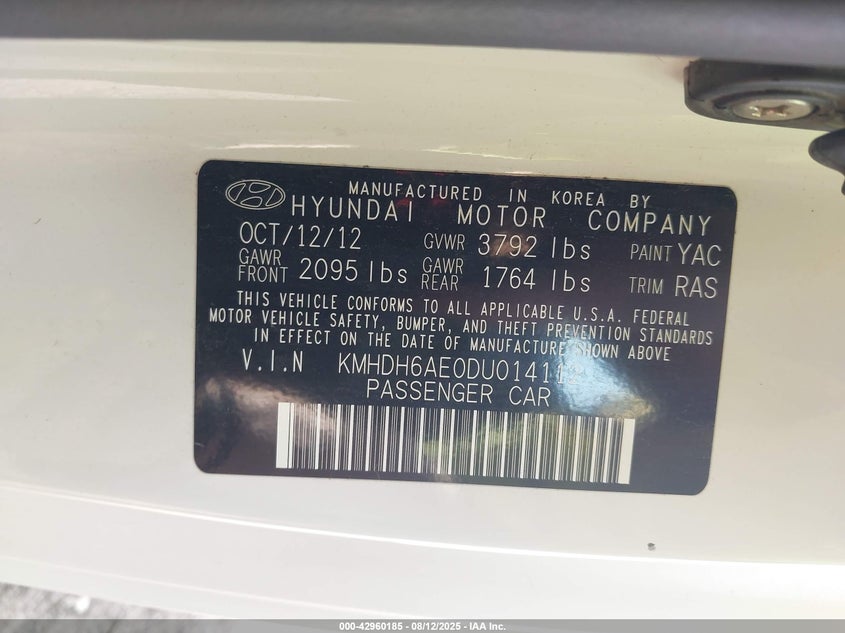 MANUFACTURED IN KOREA BY
HYUNDAI MOTOR COMPANY
OCT/12/12 GVWR 3792 lbs PAINT YAC
GAWR FRONT 2095 lbs GAWR REAR 1764 lbs TRIM RAS
THIS VEHICLE CONFORMS TO ALL APPLICABLE U.S.A. FEDERAL
MOTOR VEHICLE SAFETY, BUMPER, AND THEFT PREVENTION STANDARDS
IN EFFECT ON THE DATE OF MANUFACTURE SHOWN ABOVE
V.I.N
PASSENGER CAR
000-42960185 - 08/12/2025 - IAA Inc.